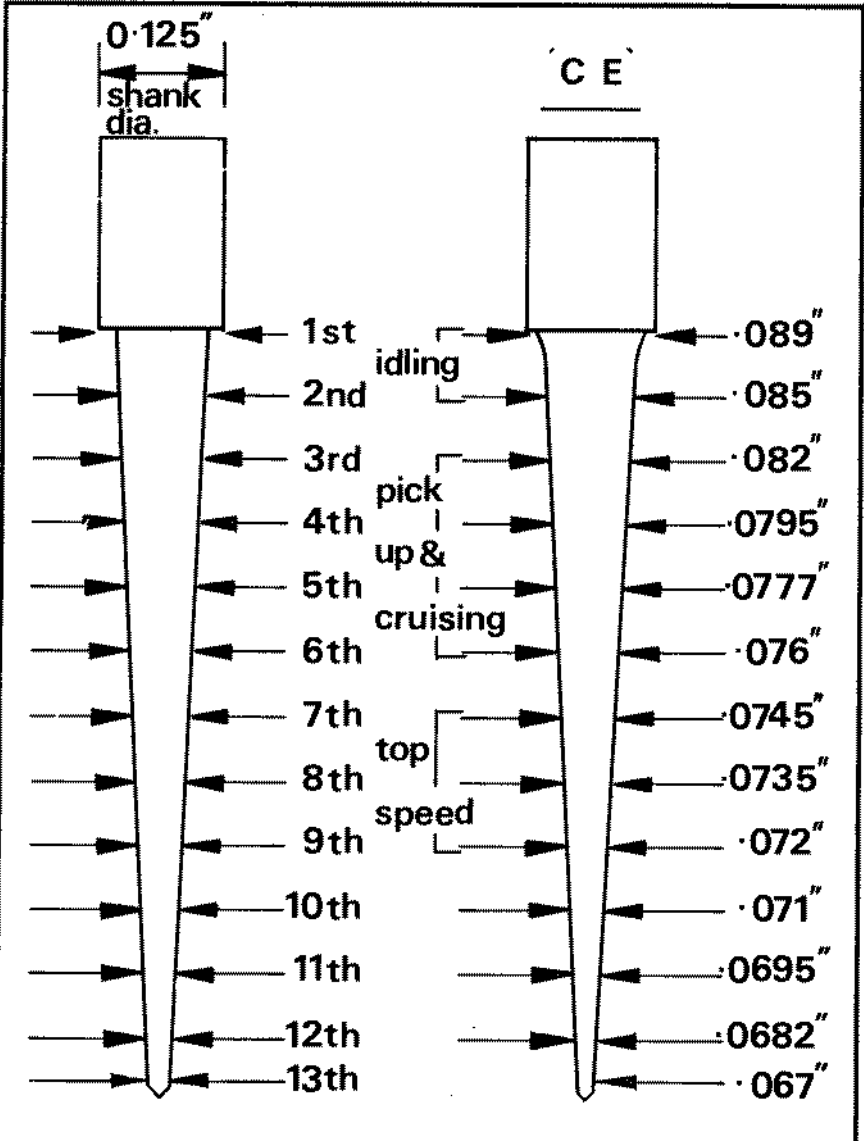 0·125"
shank
dia.
`C E`
1st
idling
·089"
2nd
·085"
3rd
·082"
pick
4th
·0795"
up &
5th
·0777"
cruising
6th
·076"
7th
·0745"
top
8th
·0735"
speed
9th
·072"
10th
·071"
11th
·0695"
12th
·0682"
13th
·067"